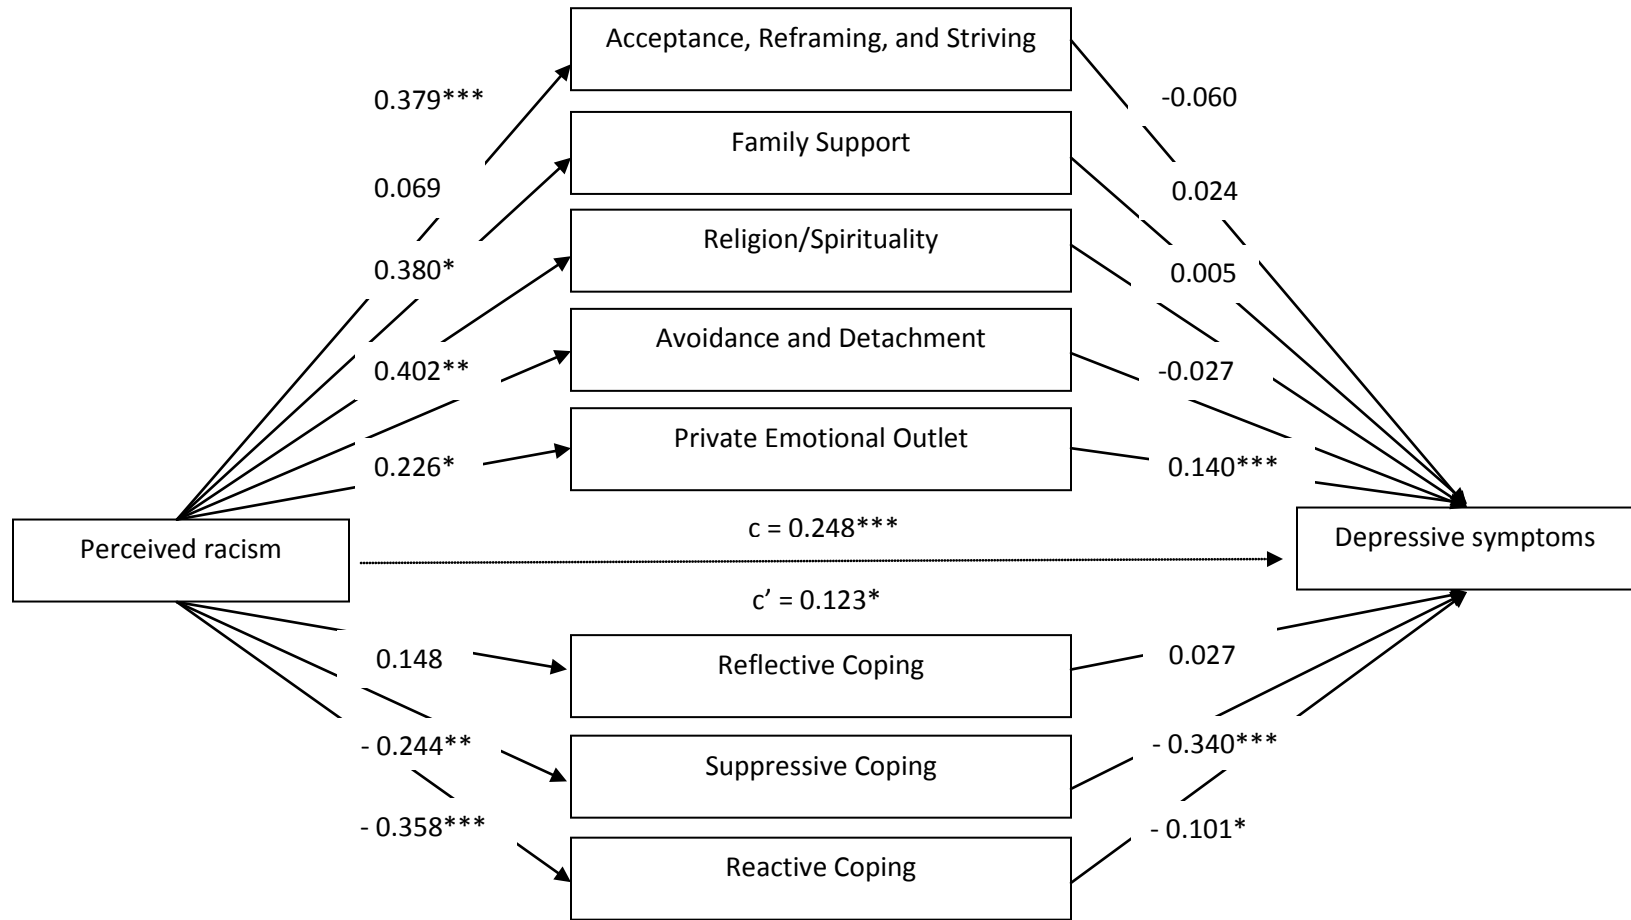 Acceptance, Reframing, and Striving
0.379***
-0.060
Family Support
0.069
0.024
Religion/Spirituality
0.380*
0.005
Avoidance and Detachment
0.402**
-0.027
Private Emotional Outlet
0.226*
0.140***
c = 0.248***
Perceived racism
Depressive symptoms
c’ = 0.123*
0.148
Reflective Coping
0.027
- 0.244**
Suppressive Coping
- 0.340***
- 0.358***
Reactive Coping
- 0.101*